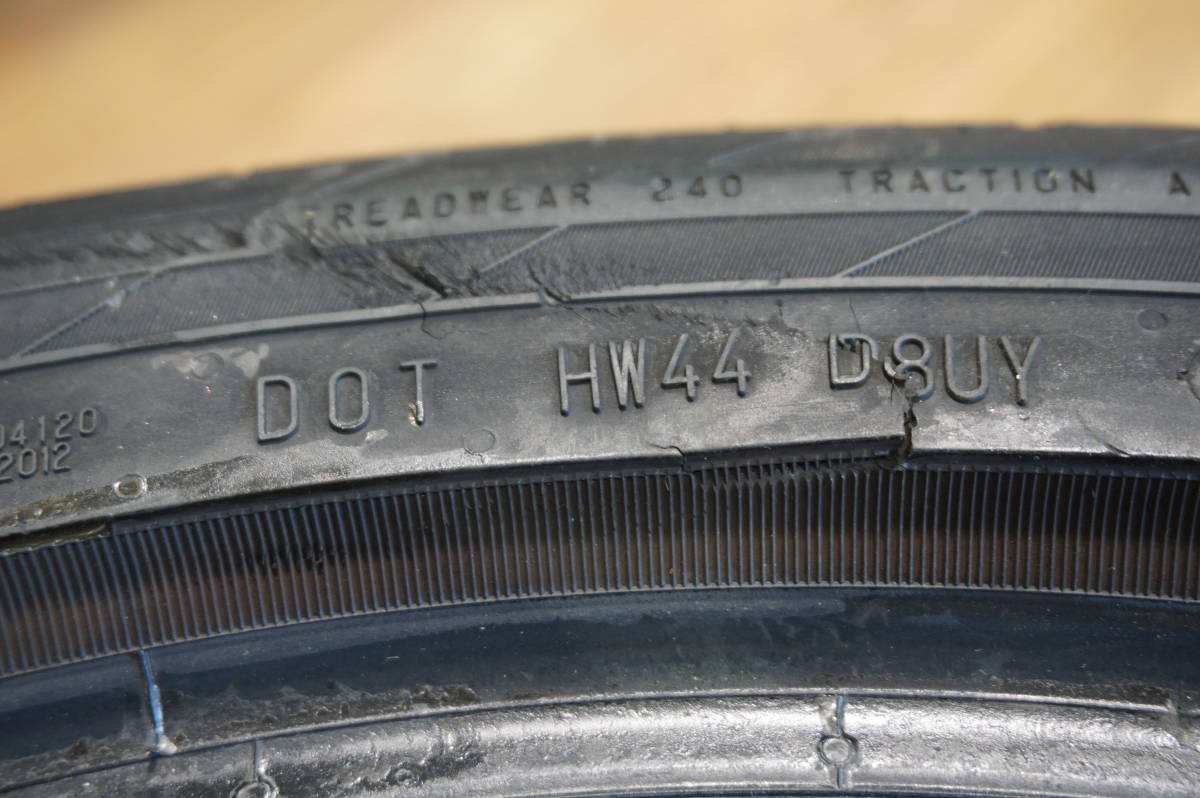 TREADWEAR 240 TRACTION A
DOT HW44 D8UY
04120
2012